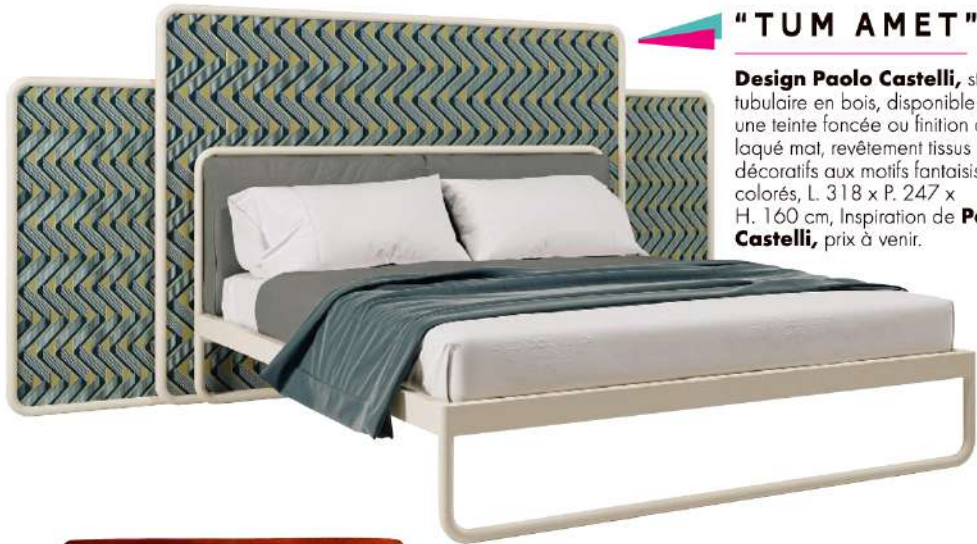 "TUM AMET"
Design Paolo Castelli,
tubulaire en bois, disponible
une teinte foncée ou finition
laqué mat, revêtement tissus
décoratifs aux motifs
colorés, L. 318 x P. 247 x
H. 160 cm, Inspiration de
Castelli, prix à venir.